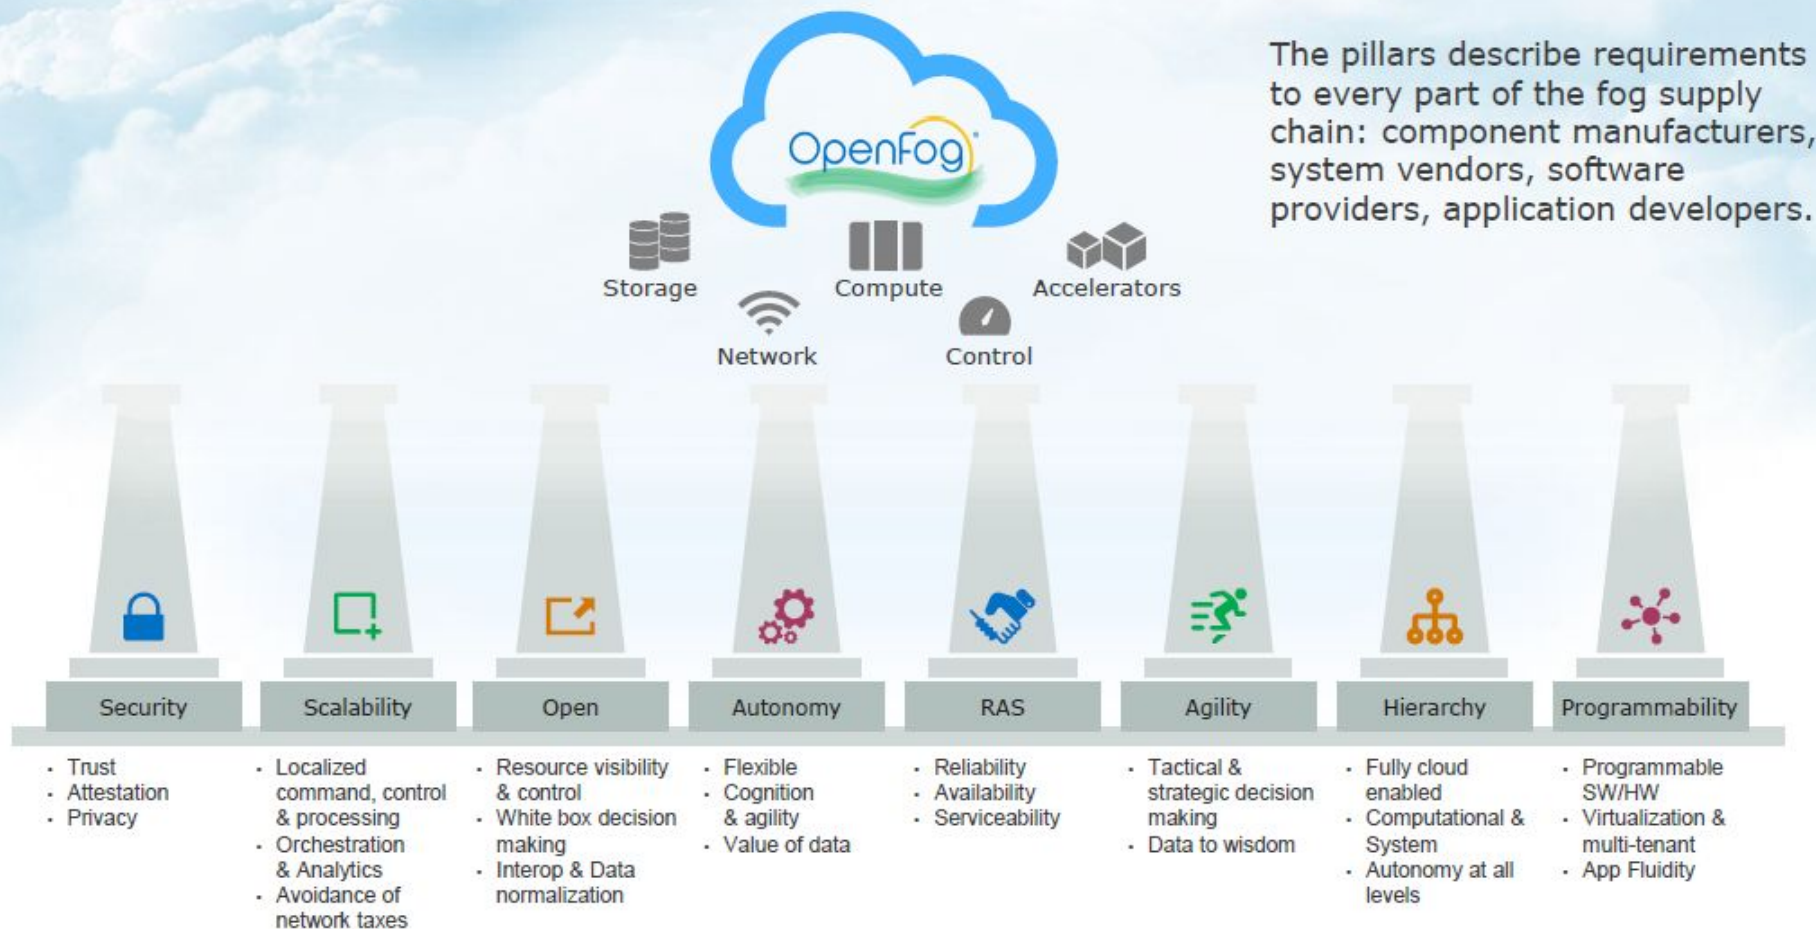 OpenFog
The pillars describe requirements
to every part of the fog supply
chain: component manufacturers,
system vendors, software
providers, application developers.
Storage
Compute
Accelerators
Network
Control
Security
Scalability
Open
Autonomy
RAS
Agility
Hierarchy
Programmability
· Trust
· Attestation
· Privacy
· Localized
command, control
& processing
· Orchestration
& Analytics
· Avoidance of
network taxes
· Resource visibility
& control
· White box decision
making
· Interop & Data
normalization
· Flexible
· Cognition
& agility
· Value of data
· Reliability
· Availability
· Serviceability
· Tactical &
strategic decision
making
· Data to wisdom
· Fully cloud
enabled
· Computational &
System
· Autonomy at all
levels
· Programmable
SW/HW
· Virtualization &
multi-tenant
· App Fluidity